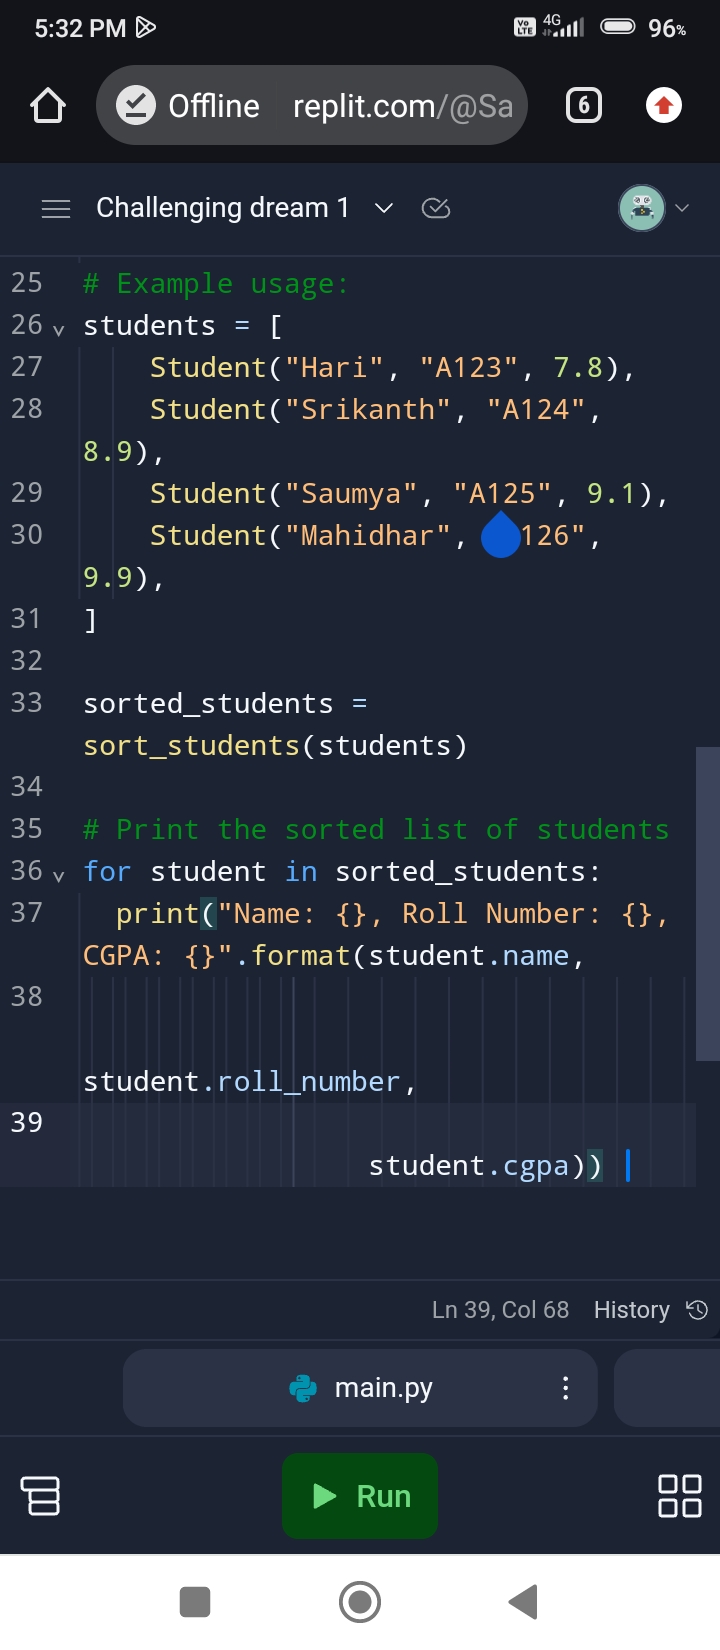 5:32 PM
Vo LTE 4G 96%
Offline replit.com/@Sa 6
Challenging dream 1
25 # Example usage:
26 students = [
27 Student("Hari", "A123", 7.8),
28 Student("Srikanth", "A124",
8.9),
29 Student("Saumya", "A125", 9.1),
30 Student("Mahidhar", 126",
9.9),
31 ]
32
33 sorted_students =
sort_students(students)
34
35 # Print the sorted list of students
36 for student in sorted_students:
37 print("Name: {}, Roll Number: {},
CGPA: {}".format(student.name,
38
student.roll_number,
39
student.cgpa))
Ln 39, Col 68 History
main.py
Run